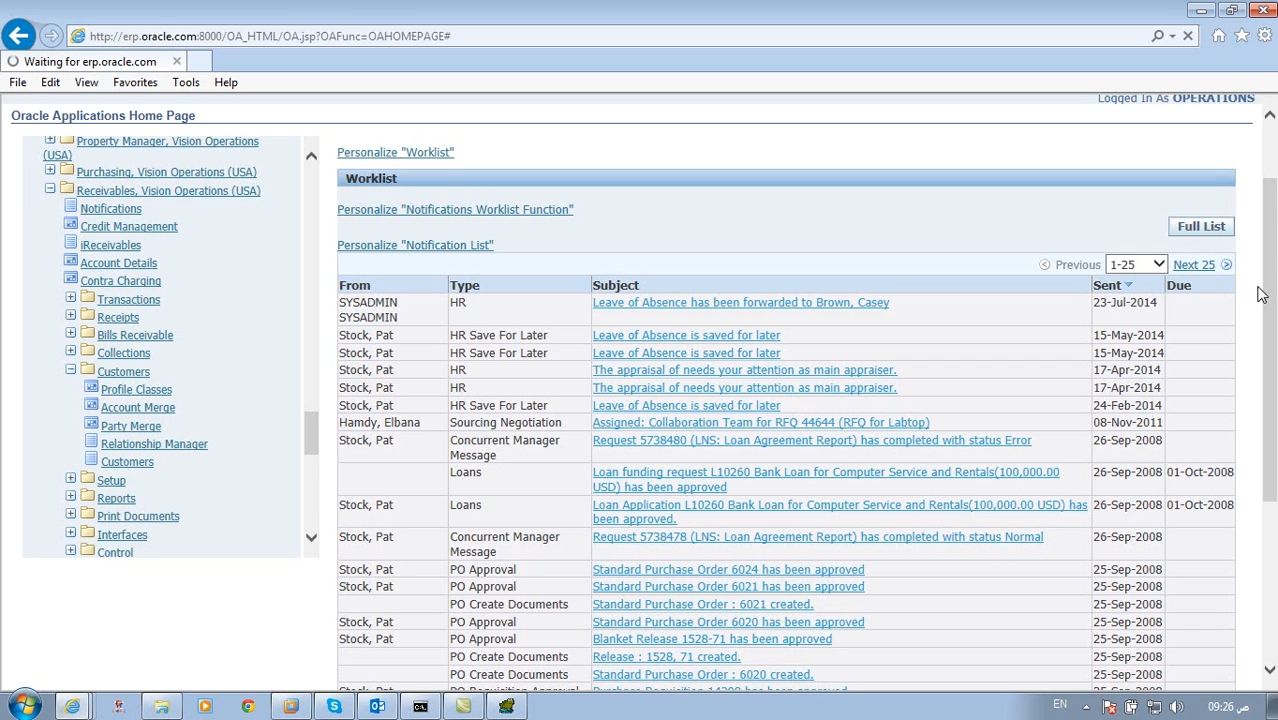 http://erp.oracle.com:8000/OA_HTML/OA.jsp?OAFunc=OAHOMEPAGE#
Waiting for erp.oracle.com
File Edit View Favorites Tools Help
Logged In As OPERATIONS
Oracle Applications Home Page
Property Manager, Vision Operations
(USA)
Purchasing, Vision Operations (USA)
Receivables, Vision Operations (USA)
Notifications
Credit Management
iReceivables
Account Details
Contra Charging
Transactions
Receipts
Bills Receivable
Collections
Customers
Profile Classes
Account Merge
Party Merge
Relationship Manager
Customers
Setup
Reports
Print Documents
Interfaces
Control
Personalize "Worklist"
Worklist
Personalize "Notifications Worklist Function"
Full List
Personalize "Notification List"
Previous 1-25 Next 25
From Type Subject Sent Due
SYSADMIN HR Leave of Absence has been forwarded to Brown, Casey 23-Jul-2014
SYSADMIN
Stock, Pat HR Save For Later Leave of Absence is saved for later 15-May-2014
Stock, Pat HR Save For Later Leave of Absence is saved for later 15-May-2014
Stock, Pat HR The appraisal of needs your attention as main appraiser. 17-Apr-2014
Stock, Pat HR The appraisal of needs your attention as main appraiser. 17-Apr-2014
Stock, Pat HR Save For Later Leave of Absence is saved for later 24-Feb-2014
Hamdy, Elbana Sourcing Negotiation Assigned: Collaboration Team for RFQ 44644 (RFQ for Labtop) 08-Nov-2011
Stock, Pat Concurrent Manager Request 5738480 (LNS: Loan Agreement Report) has completed with status Error 26-Sep-2008
Message
Loans Loan funding request L10260 Bank Loan for Computer Service and Rentals(100,000.00 26-Sep-2008 01-Oct-2008
USD) has been approved
Stock, Pat Loans Loan Application L10260 Bank Loan for Computer Service and Rentals(100,000.00 USD) has 26-Sep-2008 01-Oct-2008
been approved.
Stock, Pat Concurrent Manager Request 5738478 (LNS: Loan Agreement Report) has completed with status Normal 26-Sep-2008
Message
Stock, Pat PO Approval Standard Purchase Order 6024 has been approved 25-Sep-2008
Stock, Pat PO Approval Standard Purchase Order 6021 has been approved 25-Sep-2008
PO Create Documents Standard Purchase Order : 6021 created. 25-Sep-2008
Stock, Pat PO Approval Standard Purchase Order 6020 has been approved 25-Sep-2008
Stock, Pat PO Approval Blanket Release 1528-71 has been approved 25-Sep-2008
PO Create Documents Release : 1528, 71 created. 25-Sep-2008
PO Create Documents Standard Purchase Order : 6020 created. 25-Sep-2008
EN 09:26 ص